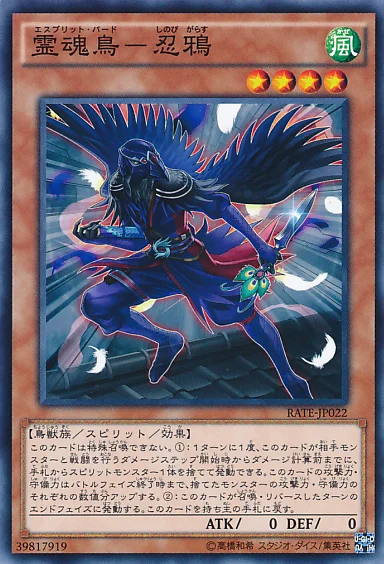 エスプリット・バード しのび がらす
霊魂鳥－忍鴉
風
RATE-JP022
【鳥獣族／スピリット／効果】
このカードは特殊召喚できない。①：1ターンに1度、このカードが相手モン
スターと戦闘を行うダメージステップ開始時からダメージ計算前までに、
手札からスピリットモンスター1体を捨てて発動できる。このカードの攻撃力・
守備力はバトルフェイズ終了時まで、捨てたモンスターの攻撃力・守備力
のそれぞれの数値分アップする。②：このカードが召喚・リバースしたターンの
エンドフェイズに発動する。このカードを持ち主の手札に戻す。
ATK/ 0 DEF/ 0
39817919
©高橋和希 スタジオ・ダイス/集英社